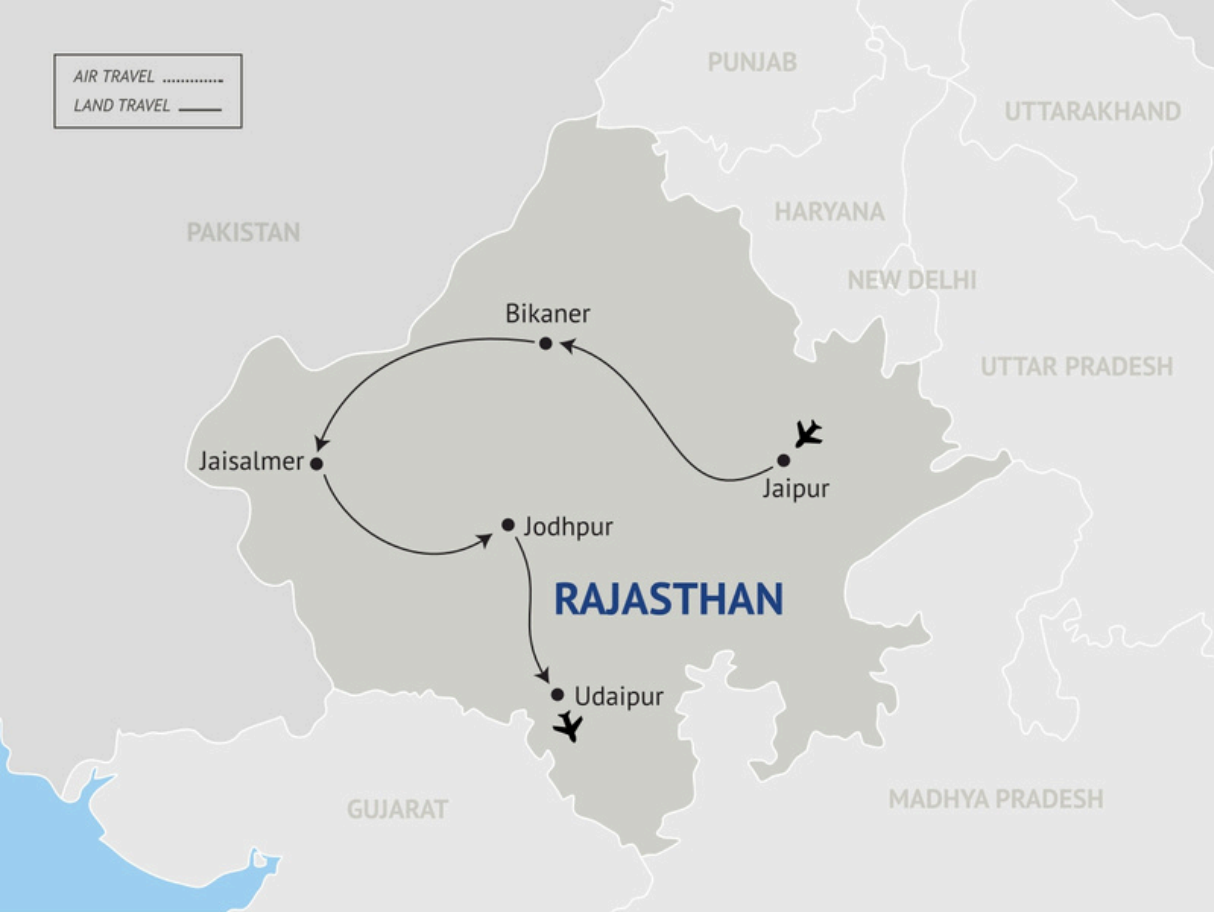 AIR TRAVEL
LAND TRAVEL
PUNJAB
UTTARAKHAND
HARYANA
PAKISTAN
NEW DELHI
Bikaner
UTTAR PRADESH
Jaisalmer
Jaipur
Jodhpur
RAJASTHAN
Udaipur
MADHYA PRADESH
GUJARAT